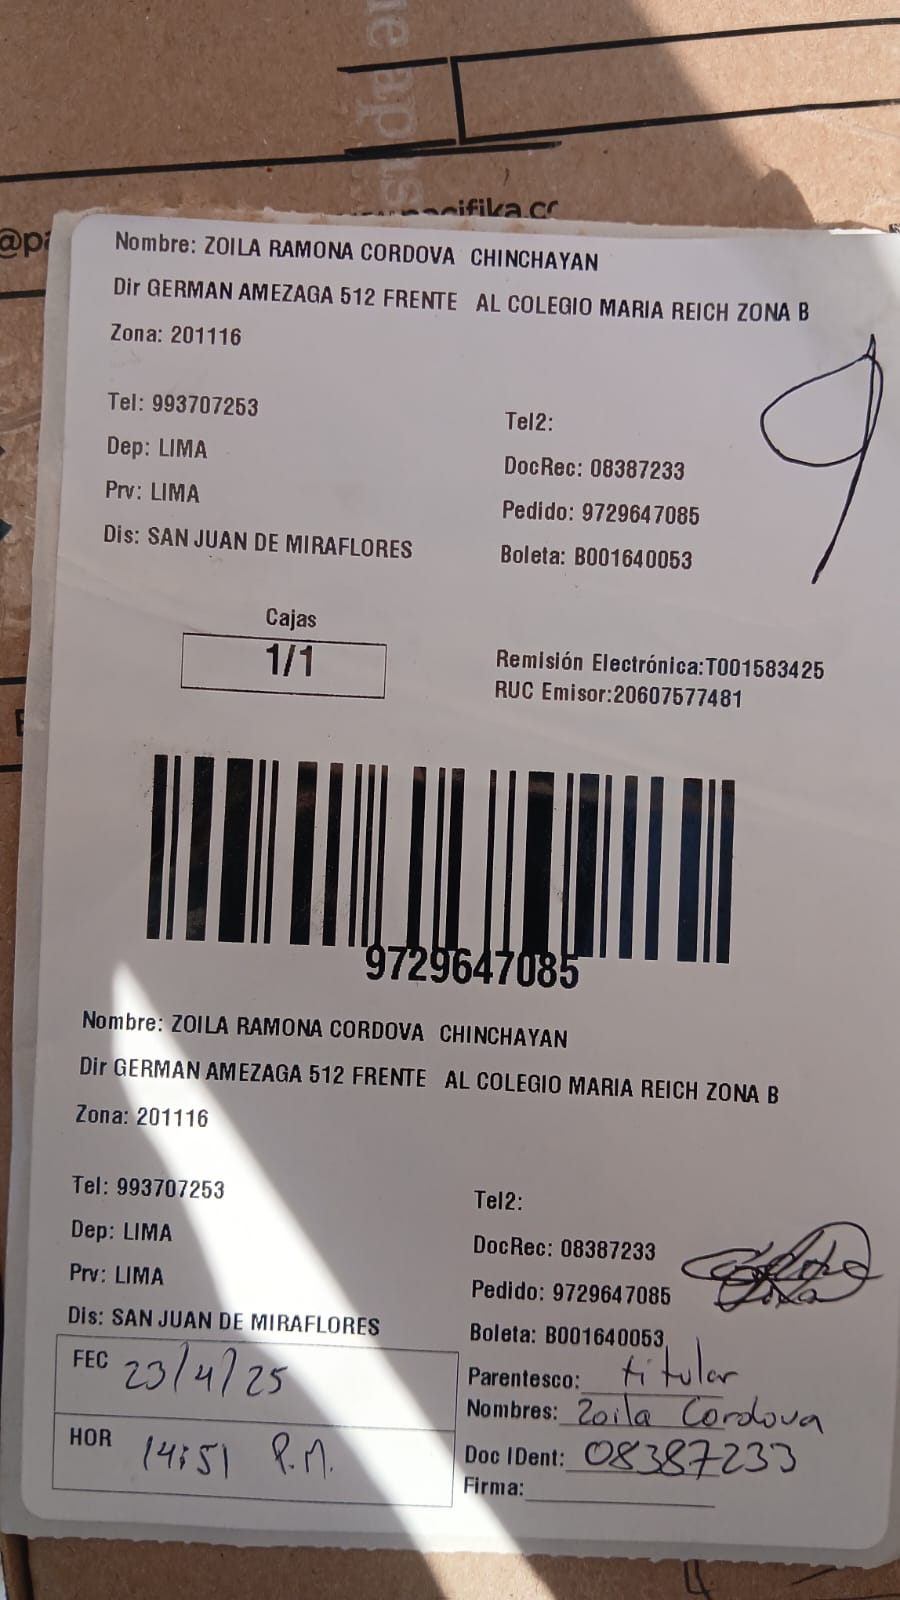 Nombre: ZOILA RAMONA CORDOVA CHINCHAYAN
Dir GERMAN AMEZAGA 512 FRENTE AL COLEGIO MARIA REICH ZONA B
Zona: 201116
Tel: 993707253
Dep: LIMA
Prv: LIMA
Dis: SAN JUAN DE MIRAFLORES
Tel2:
DocRec: 08387233
Pedido: 9729647085
Boleta: B001640053
9
Cajas
1/1
Remisión Electrónica:T001583425
RUC Emisor:20607577481
9729647085
Nombre: ZOILA RAMONA CORDOVA CHINCHAYAN
Dir GERMAN AMEZAGA 512 FRENTE AL COLEGIO MARIA REICH ZONA B
Zona: 201116
Tel: 993707253
Dep: LIMA
Prv: LIMA
Dis: SAN JUAN DE MIRAFLORES
Tel2:
DocRec: 08387233
Pedido: 9729647085
Boleta: B001640053
FEC 23/4/25
HOR 14:51 P.M.
Parentesco: titular
Nombres: Zoila Cordova
Doc IDent: 08387233
Firma: